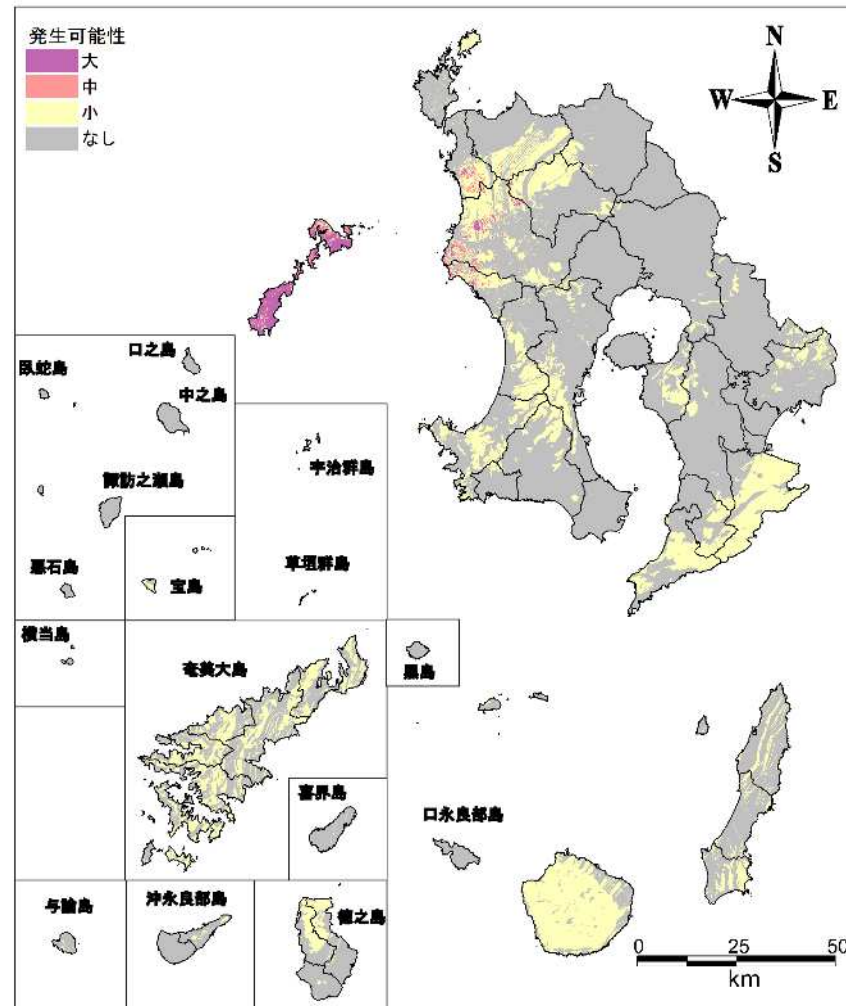 発生可能性
大
中
小
なし
N
W E
S
口之島
臥蛇島
中之島
宇治群島
諏訪之瀬島
悪石島
宝島
草垣群島
横当島
奄美大島
黒島
喜界島
口永良部島
与論島
沖永良部島
徳之島
0 25 50
km